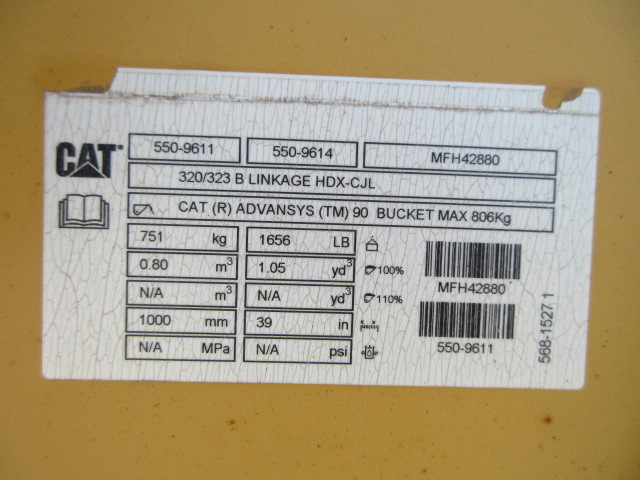 CAT 550-9611 550-9614 MFH42880
320/323 B LINKAGE HDX-CJL
CAT (R) ADVANSYS (TM) 90 BUCKET MAX 806Kg
751 kg 1656 LB
0.80 m³ 1.05 yd³ 100%
N/A m³ N/A yd³ 110%
1000 mm 39 in
N/A MPa N/A psi
MFH42880
550-9611
568-1527 1